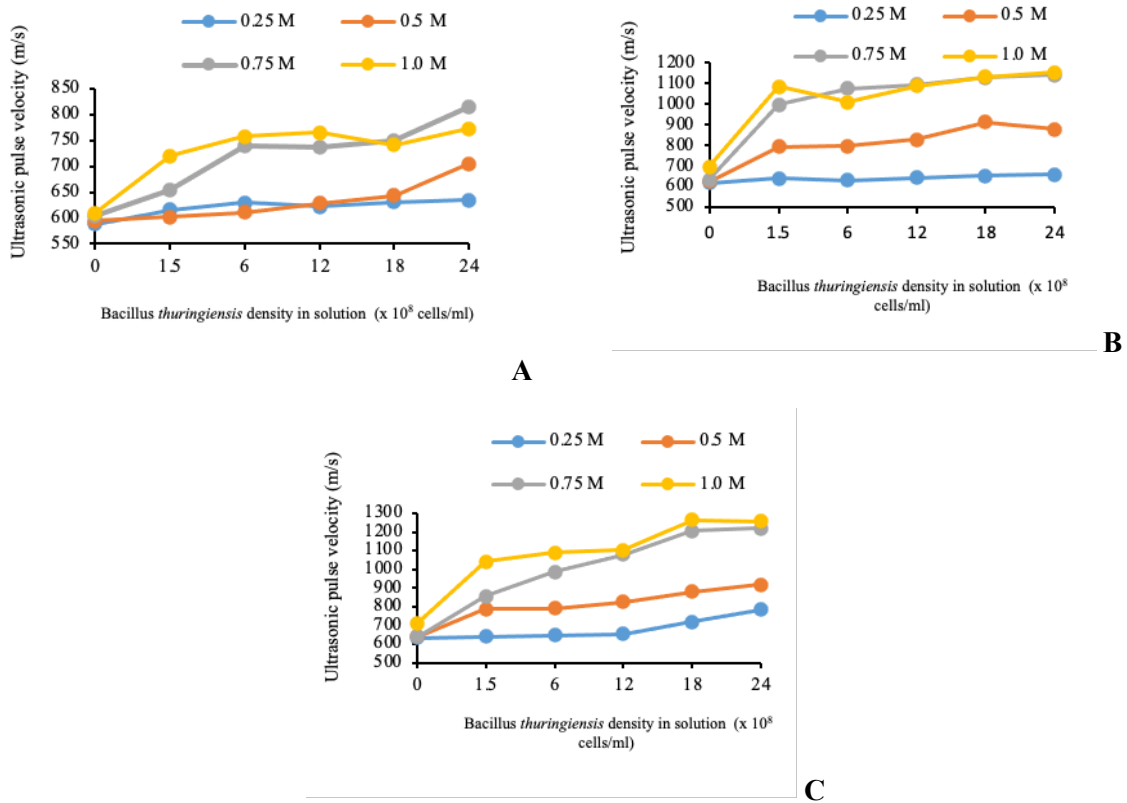 0.25 M 0.5 M
0.75 M 1.0 M
Ultrasonic pulse velocity (m/s)
850
800
750
700
650
600
550
0 1.5 6 12 18 24
Bacillus thuringiensis density in solution (x 10⁸ cells/ml)
A
0.25 M 0.5 M
0.75 M 1.0 M
Ultrasonic pulse velocity (m/s)
1200
1100
1000
900
800
700
600
500
0 1.5 6 12 18 24
Bacillus thuringiensis density in solution (x 10⁸
cells/ml)
B
0.25 M 0.5 M
0.75 M 1.0 M
Ultrasonic pulse velocity (m/s)
1300
1200
1100
1000
900
800
700
600
500
0 1.5 6 12 18 24
Bacillus thuringiensis density in solution (x 10⁸
cells/ml)
C